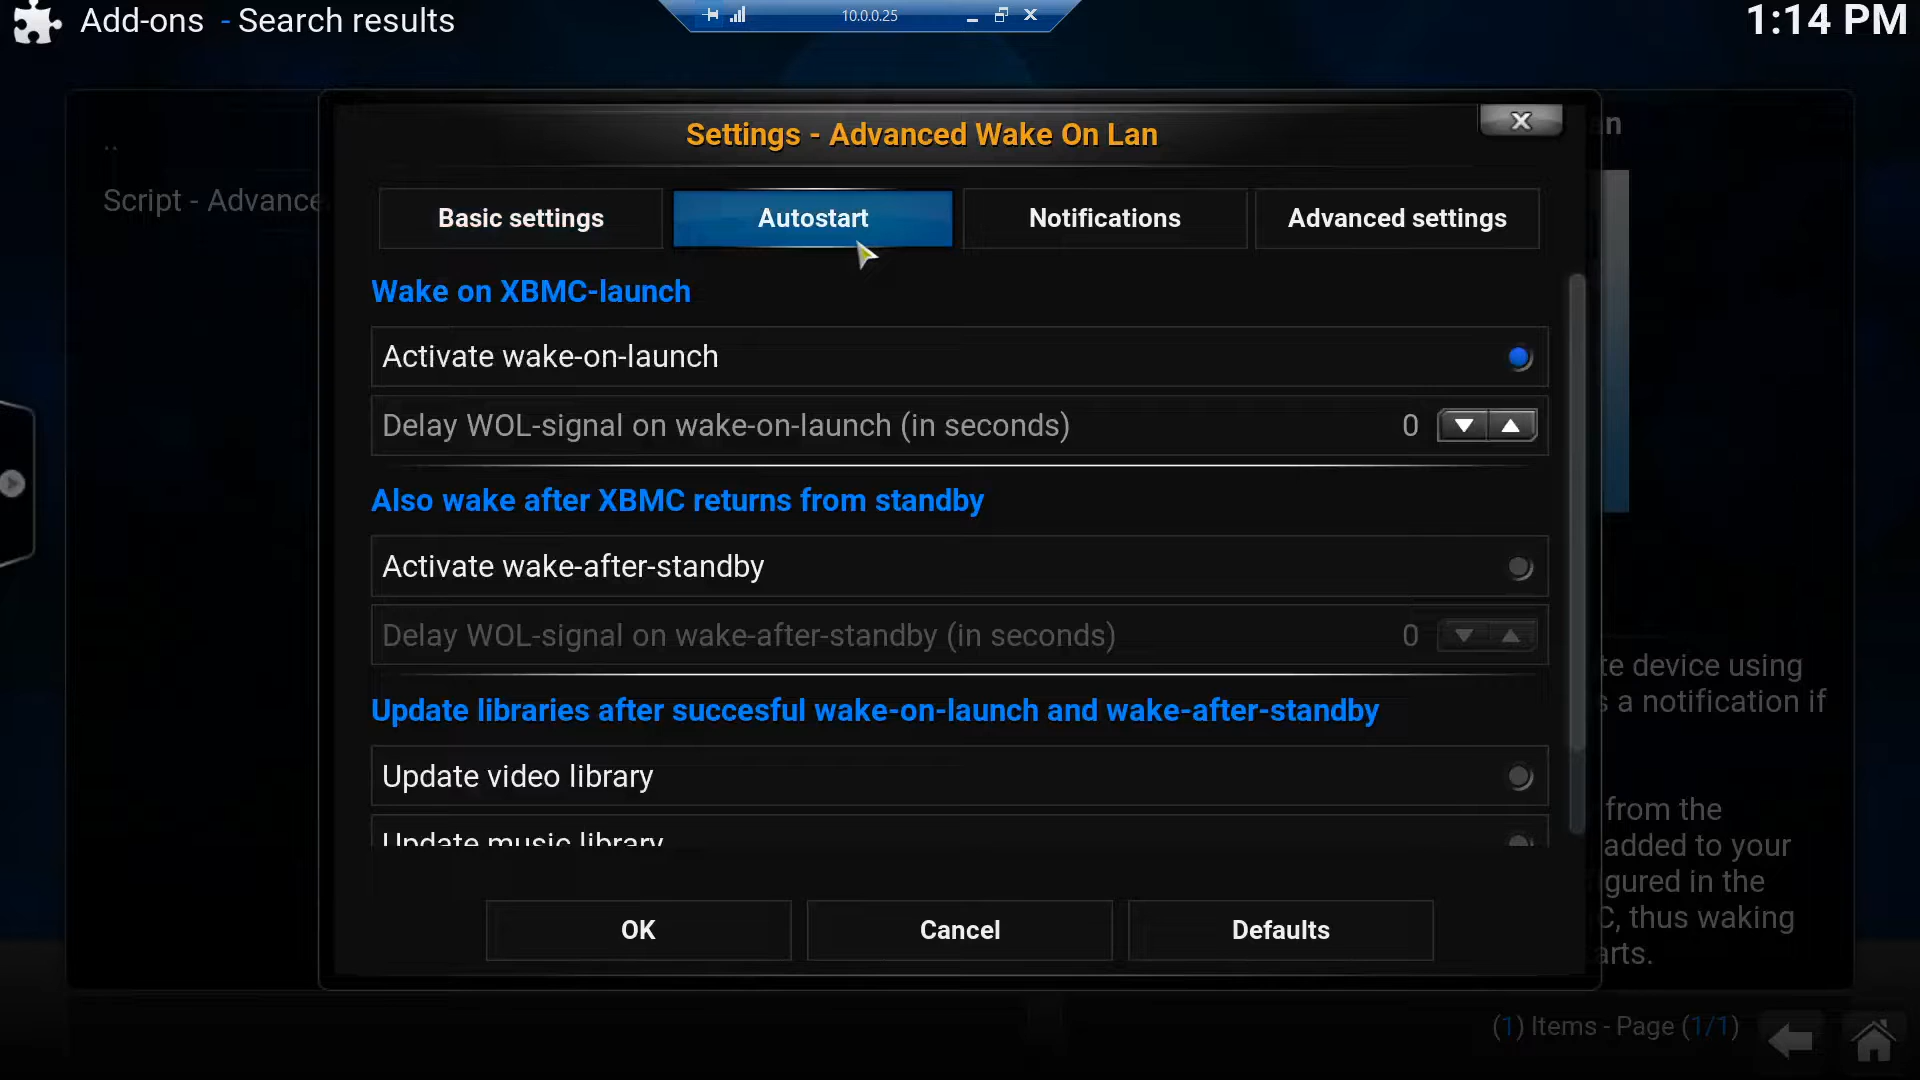 Add-ons - Search results
10.0.0.25
1:14 PM
Settings - Advanced Wake On Lan
an
..
Script - Advance
Basic settings
Autostart
Notifications
Advanced settings
Wake on XBMC-launch
Activate wake-on-launch
Delay WOL-signal on wake-on-launch (in seconds) 0
Also wake after XBMC returns from standby
Activate wake-after-standby
Delay WOL-signal on wake-after-standby (in seconds) 0
te device using
s a notification if
Update libraries after succesful wake-on-launch and wake-after-standby
Update video library
Update music library
from the
added to your
gured in the
C, thus waking
arts.
OK
Cancel
Defaults
(1) Items - Page (1/1)